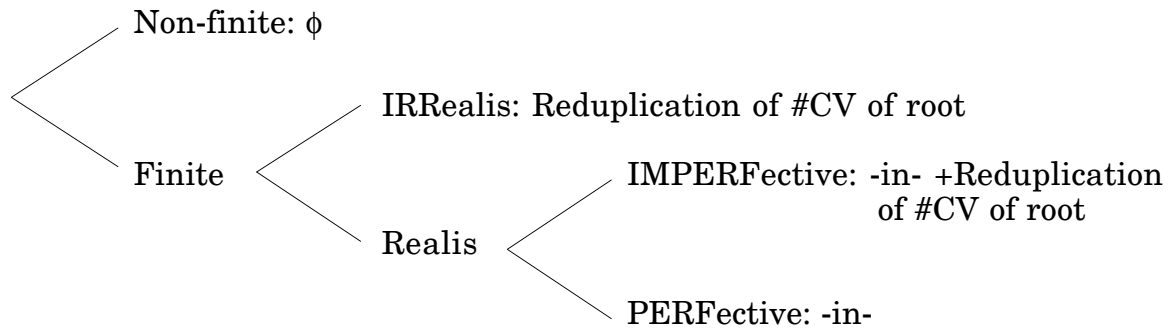 Non-finite: ϕ
IRRealis: Reduplication of #CV of root
Finite
IMPERFective: -in- +Reduplication
of #CV of root
Realis
PERFective: -in-